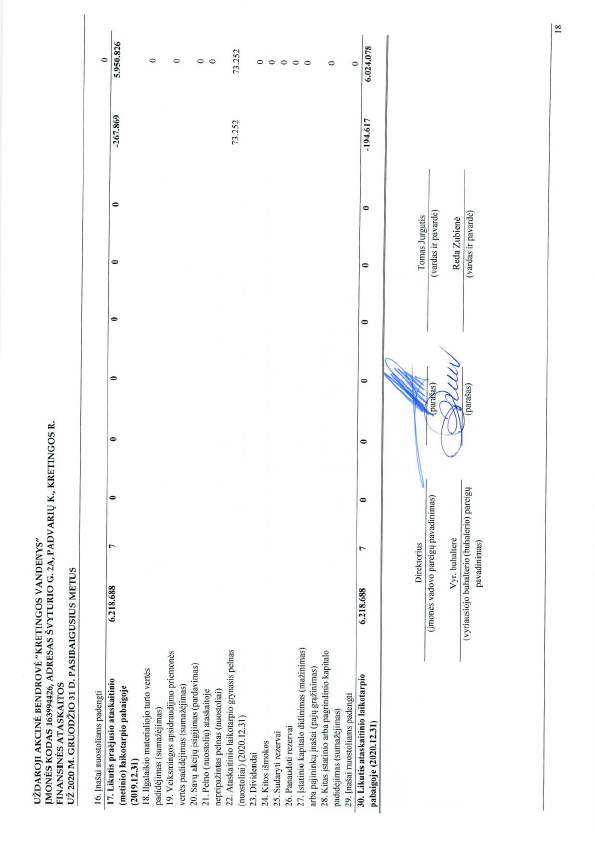 UŽDAROJI AKCINĖ BENDROVĖ "KRETINGOS VANDENYS"
ĮMONĖS KODAS 163994426, ADRESAS ŠVYTURIO G. 2A, PADVARIŲ K., KRETINGOS R.
FINANSINĖS ATASKAITOS
UŽ 2020 M. GRUODŽIO 31 D. PASIBAIGUSIUS METUS
16. Įnašai nuostoliams padengti 0
17. Likutis praėjusio ataskaitinio
(metinio) laikotarpio pabaigoje 6.218.688 7 0 0 0 0 0 0 -267.869 5.950.826
(2019.12.31)
18. Ilgalaikio materialiojo turto vertės
padidėjimas (sumažėjimas) 0
19. Veiksmingos apsidraudimo priemonės
vertės padidėjimas (sumažėjimas) 0
20. Savų akcijų įsigijimas (pardavimas) 0
21. Pelno (nuostolių) ataskaitoje 0
nepripažintas pelnas (nuostoliai)
22. Ataskaitinio laikotarpio grynasis pelnas
(nuostoliai) (2020.12.31) 73.252 73.252
23. Dividendai
24. Kitos išmokos 0
25. Sudaryti rezervai 0
26. Panaudoti rezervai 0
27. Įstatinio kapitalo didinimas (mažinimas) 0
arba pajininkų įnašai (pajų grąžinimas) 0
28. Kitas įstatinio arba pagrindinio kapitalo
padidėjimas (sumažėjimas) 0
29. Įnašai nuostoliams padengti 0
30. Likutis ataskaitinio laikotarpio 6.218.688 7 0 0 0 0 0 0 -194.617 6.024.078
pabaigoje (2020.12.31)
Direktorius Tomas Jurgutis
(įmonės vadovo pareigų pavadinimas) (parašas) (vardas ir pavardė)
Vyr. buhalterė Reda Zubienė
(vyriausiojo buhalterio (buhalterio) pareigų (parašas) (vardas ir pavardė)
pavadinimas)
18